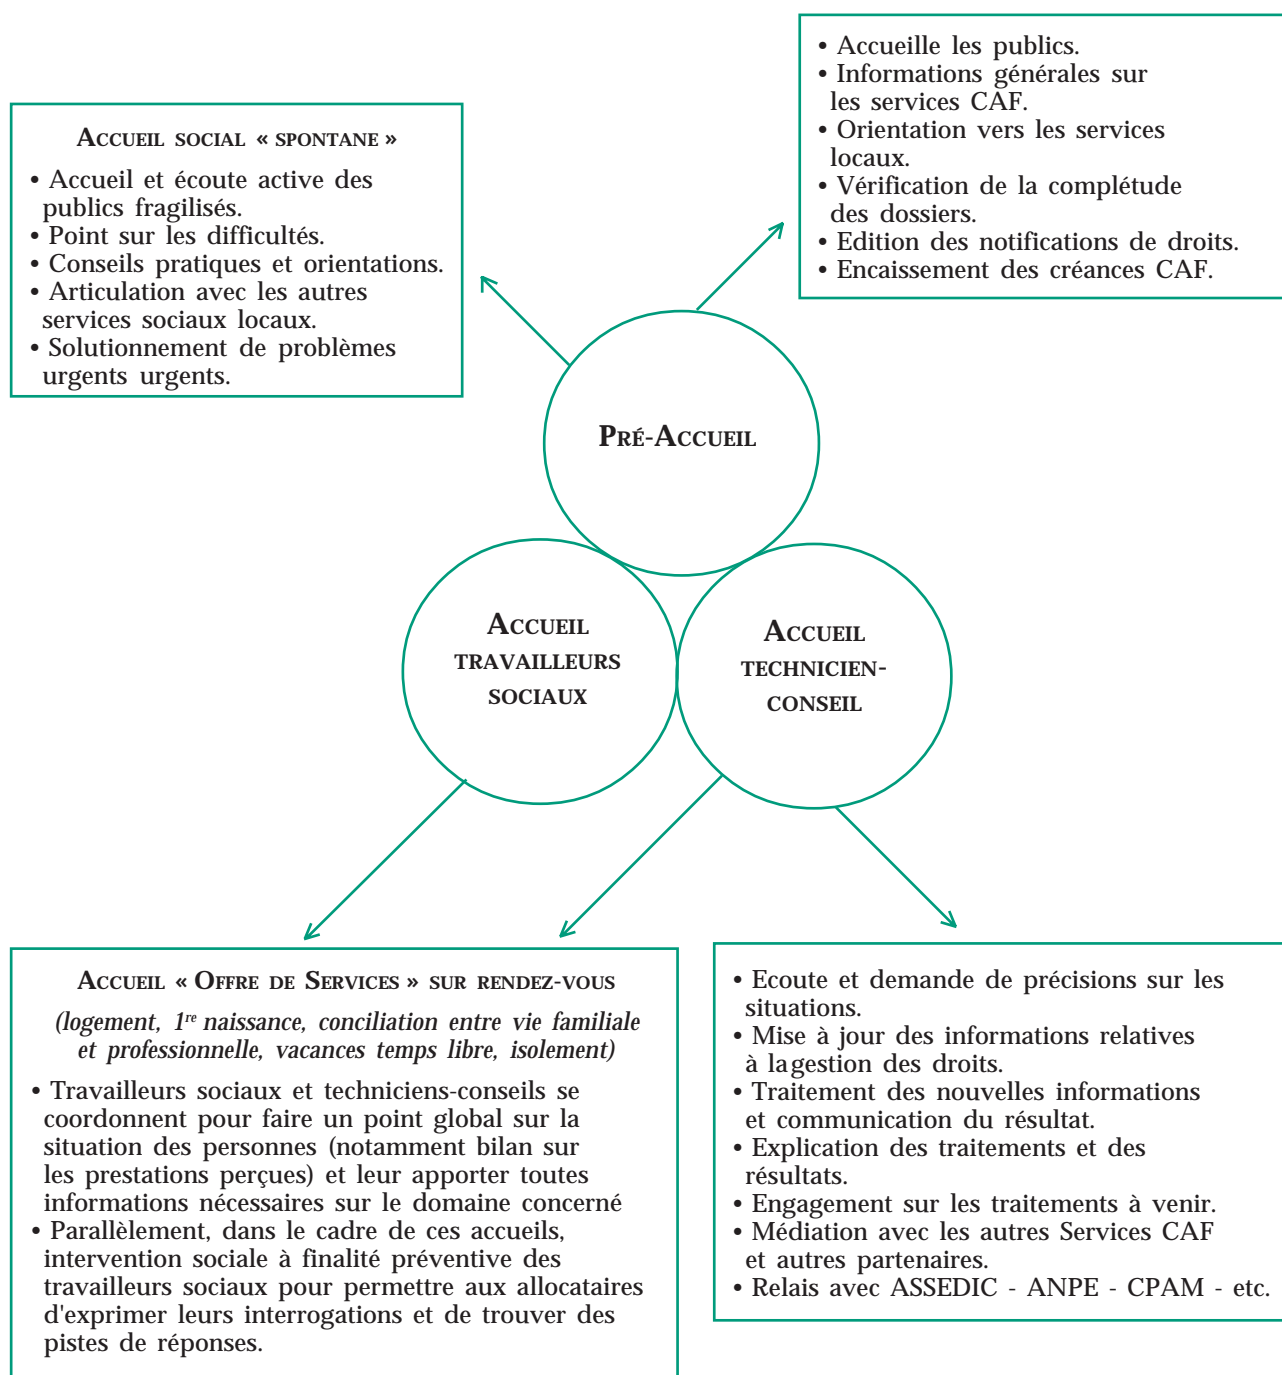 • Accueille les publics.
• Informations générales sur
les services CAF.
• Orientation vers les services
locaux.
• Vérification de la complétude
des dossiers.
• Edition des notifications de droits.
• Encaissement des créances CAF.
ACCUEIL SOCIAL « SPONTANE »
• Accueil et écoute active des
publics fragilisés.
• Point sur les difficultés.
• Conseils pratiques et orientations.
• Articulation avec les autres
services sociaux locaux.
• Solutionnement de problèmes
urgents urgents.
PRÉ-ACCUEIL
ACCUEIL
TRAVAILLEURS
SOCIAUX
ACCUEIL
TECHNICIEN-
CONSEIL
ACCUEIL « OFFRE DE SERVICES » SUR RENDEZ-VOUS
(logement, 1re naissance, conciliation entre vie familiale
et professionnelle, vacances temps libre, isolement)
• Travailleurs sociaux et techniciens-conseils se
coordonnent pour faire un point global sur la
situation des personnes (notamment bilan sur
les prestations perçues) et leur apporter toutes
informations nécessaires sur le domaine concerné
• Parallèlement, dans le cadre de ces accueils,
intervention sociale à finalité préventive des
travailleurs sociaux pour permettre aux allocataires
d'exprimer leurs interrogations et de trouver des
pistes de réponses.
• Ecoute et demande de précisions sur les
situations.
• Mise à jour des informations relatives
à la gestion des droits.
• Traitement des nouvelles informations
et communication du résultat.
• Explication des traitements et des
résultats.
• Engagement sur les traitements à venir.
• Médiation avec les autres Services CAF
et autres partenaires.
• Relais avec ASSEDIC - ANPE - CPAM - etc.